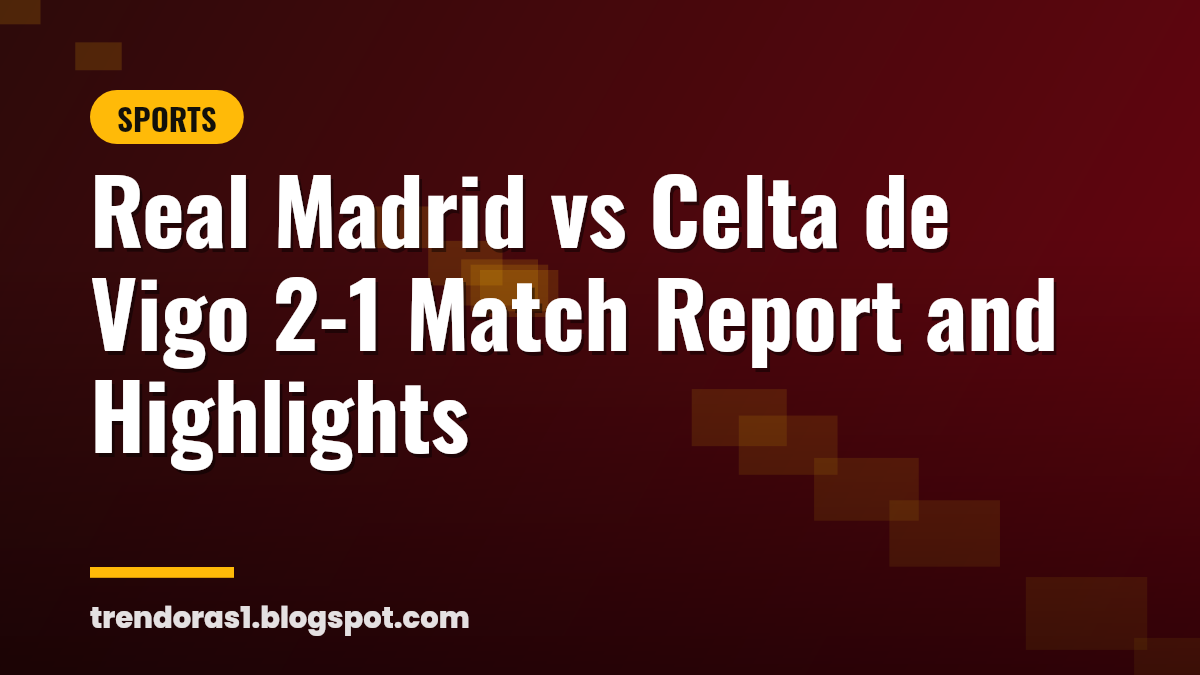 SPORTS
Real Madrid vs Celta de
Vigo 2-1 Match Report and
Highlights
trendoras1.blogspot.com